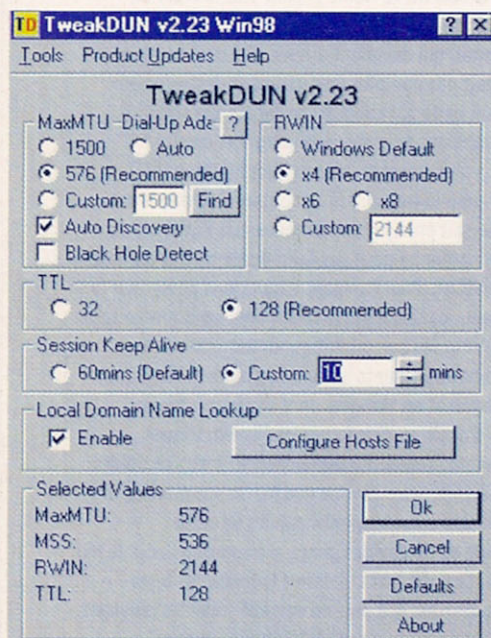 TD TweakDUN v2.23 Win98 ? ×
Tools Product Updates Help
TweakDUN v2.23
MaxMTU -Dial-Up Ada ?
1500 Auto
576 (Recommended)
Custom: 1500 Find
Auto Discovery
Black Hole Detect
RWIN
Windows Default
x4 (Recommended)
x6 x8
Custom: 2144
TTL
32 128 (Recommended)
Session Keep Alive
60mins (Default) Custom: 10 mins
Local Domain Name Lookup
Enable Configure Hosts File
Selected Values
MaxMTU: 576
MSS: 536
RWIN: 2144
TTL: 128
Ok
Cancel
Defaults
About